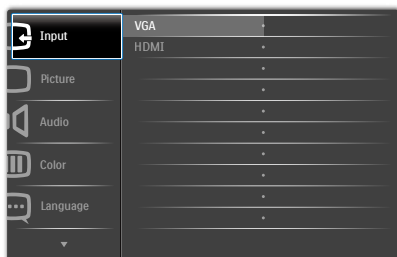 Input
VGA
HDMI
Picture
Audio
Color
Language